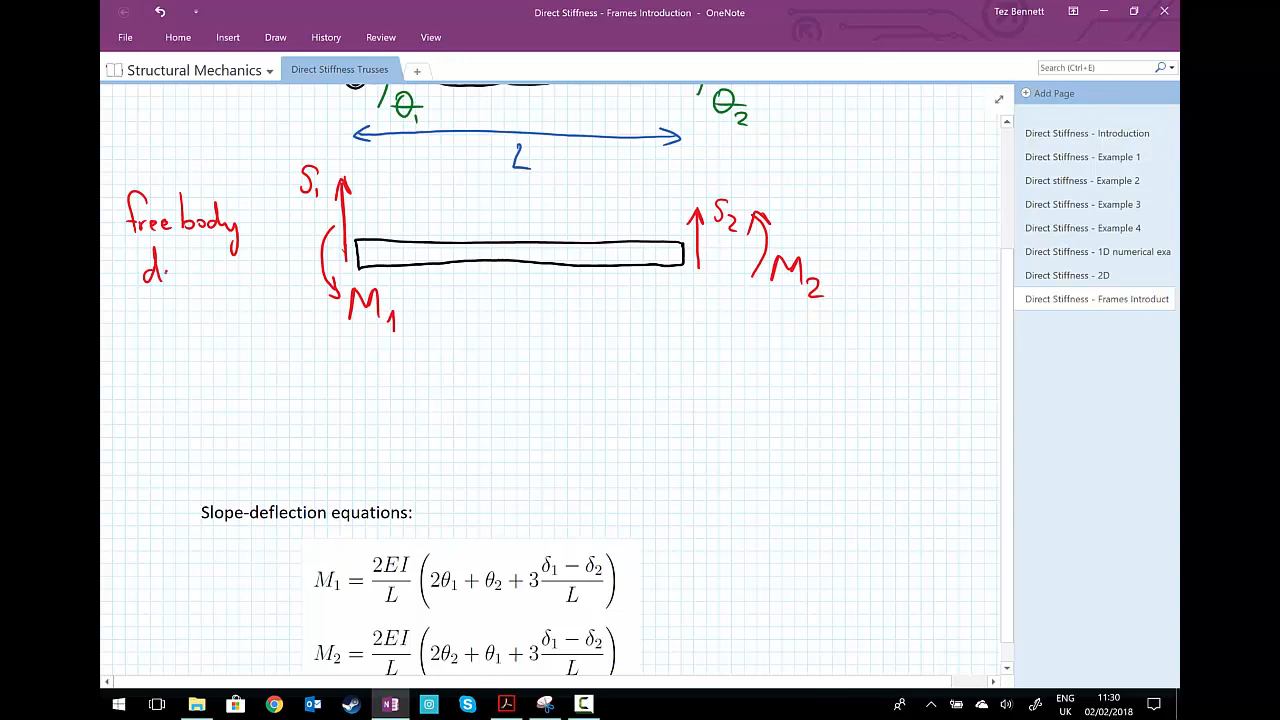 Direct Stiffness - Frames Introduction - OneNote
Tez Bennett
File Home Insert Draw History Review View
Structural Mechanics
Direct Stiffness Trusses
Search (Ctrl+E)
Add Page
Direct Stiffness - Introduction
Direct Stiffness - Example 1
Direct stiffness - Example 2
Direct Stiffness - Example 3
Direct Stiffness - Example 4
Direct Stiffness - 1D numerical exa
Direct Stiffness - 2D
Direct Stiffness - Frames Introduct
θ₁ θ₂
L
S₁
free body
d.
S₂
M₂
M₁
Slope-deflection equations:
M₁ = 2EI/L (2θ₁ + θ₂ + 3 (δ₁ − δ₂)/L)
M₂ = 2EI/L (2θ₂ + θ₁ + 3 (δ₁ − δ₂)/L)
ENG
UK
11:30
02/02/2018